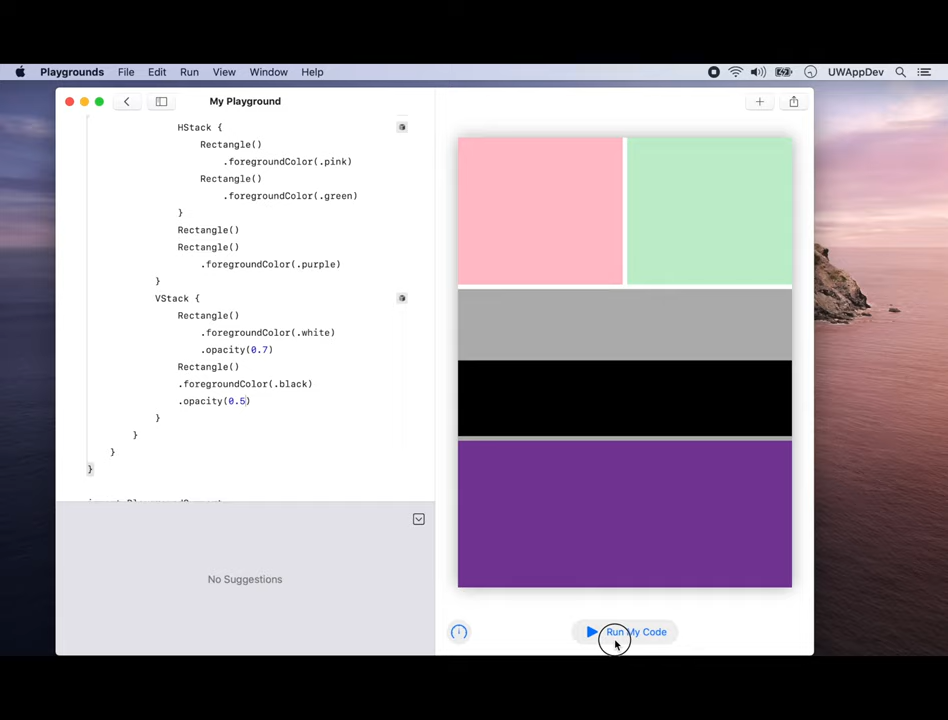 Playgrounds File Edit Run View Window Help UWAppDev
My Playground
HStack {
Rectangle()
.foregroundColor(.pink)
Rectangle()
.foregroundColor(.green)
}
Rectangle()
Rectangle()
.foregroundColor(.purple)
}
VStack {
Rectangle()
.foregroundColor(.white)
.opacity(0.7)
Rectangle()
.foregroundColor(.black)
.opacity(0.5)
}
}
}
}
No Suggestions
Run My Code